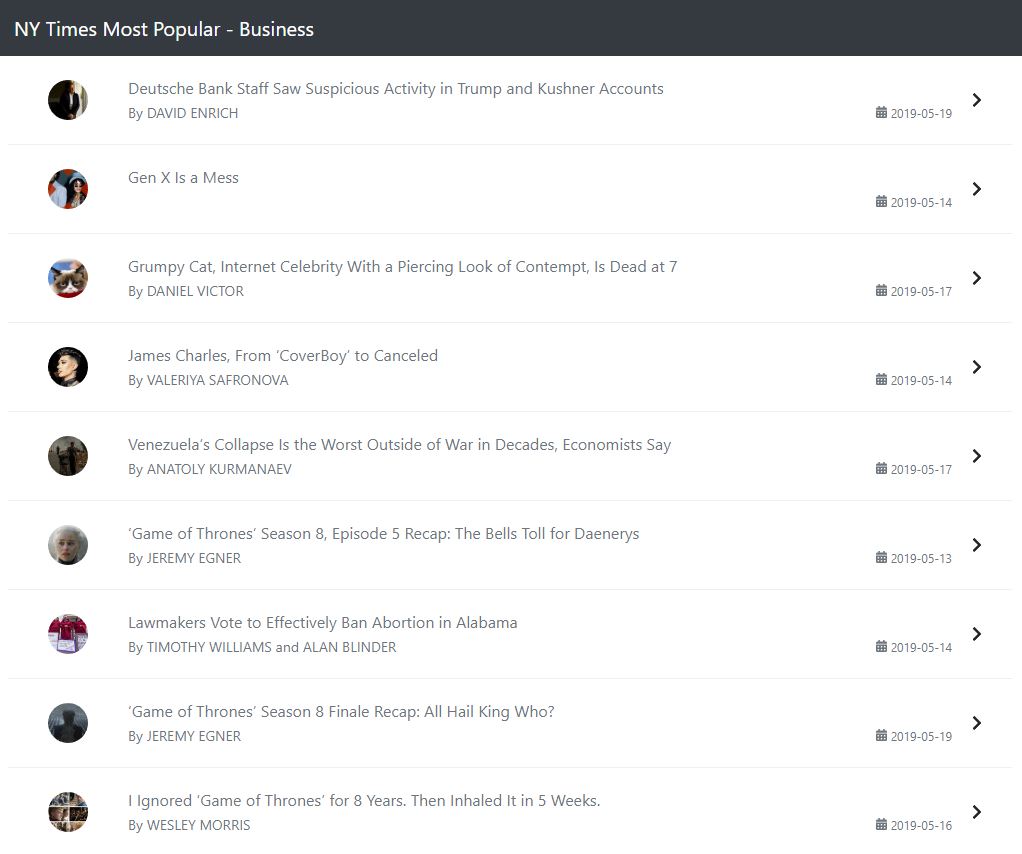 NY Times Most Popular - Business
Deutsche Bank Staff Saw Suspicious Activity in Trump and Kushner Accounts
By DAVID ENRICH
2019-05-19
Gen X Is a Mess
2019-05-14
Grumpy Cat, Internet Celebrity With a Piercing Look of Contempt, Is Dead at 7
By DANIEL VICTOR
2019-05-17
James Charles, From ‘CoverBoy’ to Canceled
By VALERIYA SAFRONOVA
2019-05-14
Venezuela’s Collapse Is the Worst Outside of War in Decades, Economists Say
By ANATOLY KURMANAEV
2019-05-17
‘Game of Thrones’ Season 8, Episode 5 Recap: The Bells Toll for Daenerys
By JEREMY EGNER
2019-05-13
Lawmakers Vote to Effectively Ban Abortion in Alabama
By TIMOTHY WILLIAMS and ALAN BLINDER
2019-05-14
‘Game of Thrones’ Season 8 Finale Recap: All Hail King Who?
By JEREMY EGNER
2019-05-19
I Ignored ‘Game of Thrones’ for 8 Years. Then Inhaled It in 5 Weeks.
By WESLEY MORRIS
2019-05-16